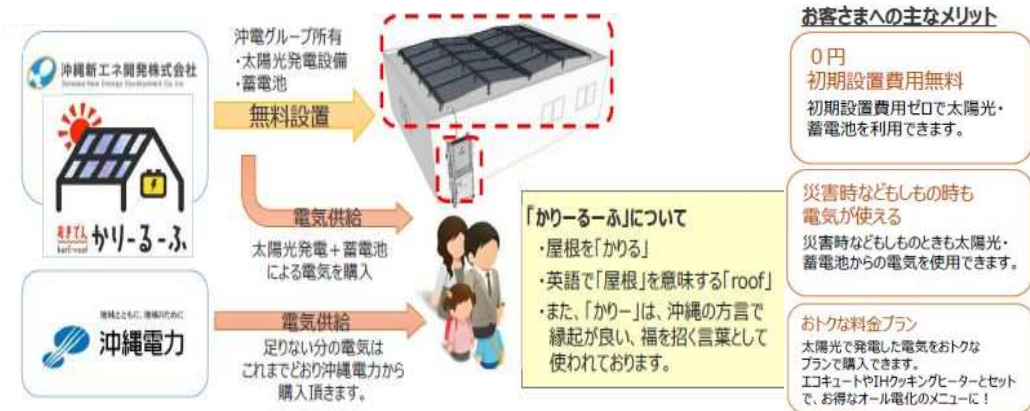 沖縄新エネ開発株式会社
おきでん
kari-roof
かりーるーふ
地域とともに、地域のために
沖縄電力
沖電グループ所有
・太陽光発電設備
・蓄電池
無料設置
電気供給
太陽光発電＋蓄電池
による電気を購入
電気供給
足りない分の電気は
これまでどおり沖縄電力から
購入頂きます。
「かりーるーふ」について
・屋根を「かりる」
・英語で「屋根」を意味する「roof」
・また、「かりー」は、沖縄の方言で
縁起が良い、福を招く言葉として
使われております。
お客さまへの主なメリット
０円
初期設置費用無料
初期設置費用ゼロで太陽光・
蓄電池を利用できます。
災害時などもしもの時も
電気が使える
災害時などもしものときも太陽光・
蓄電池からの電気を使用できます。
おトクな料金プラン
太陽光で発電した電気をおトクな
プランで購入できます。
エコキュートやIHクッキングヒーターとセット
で、お得なオール電化のメニューに！